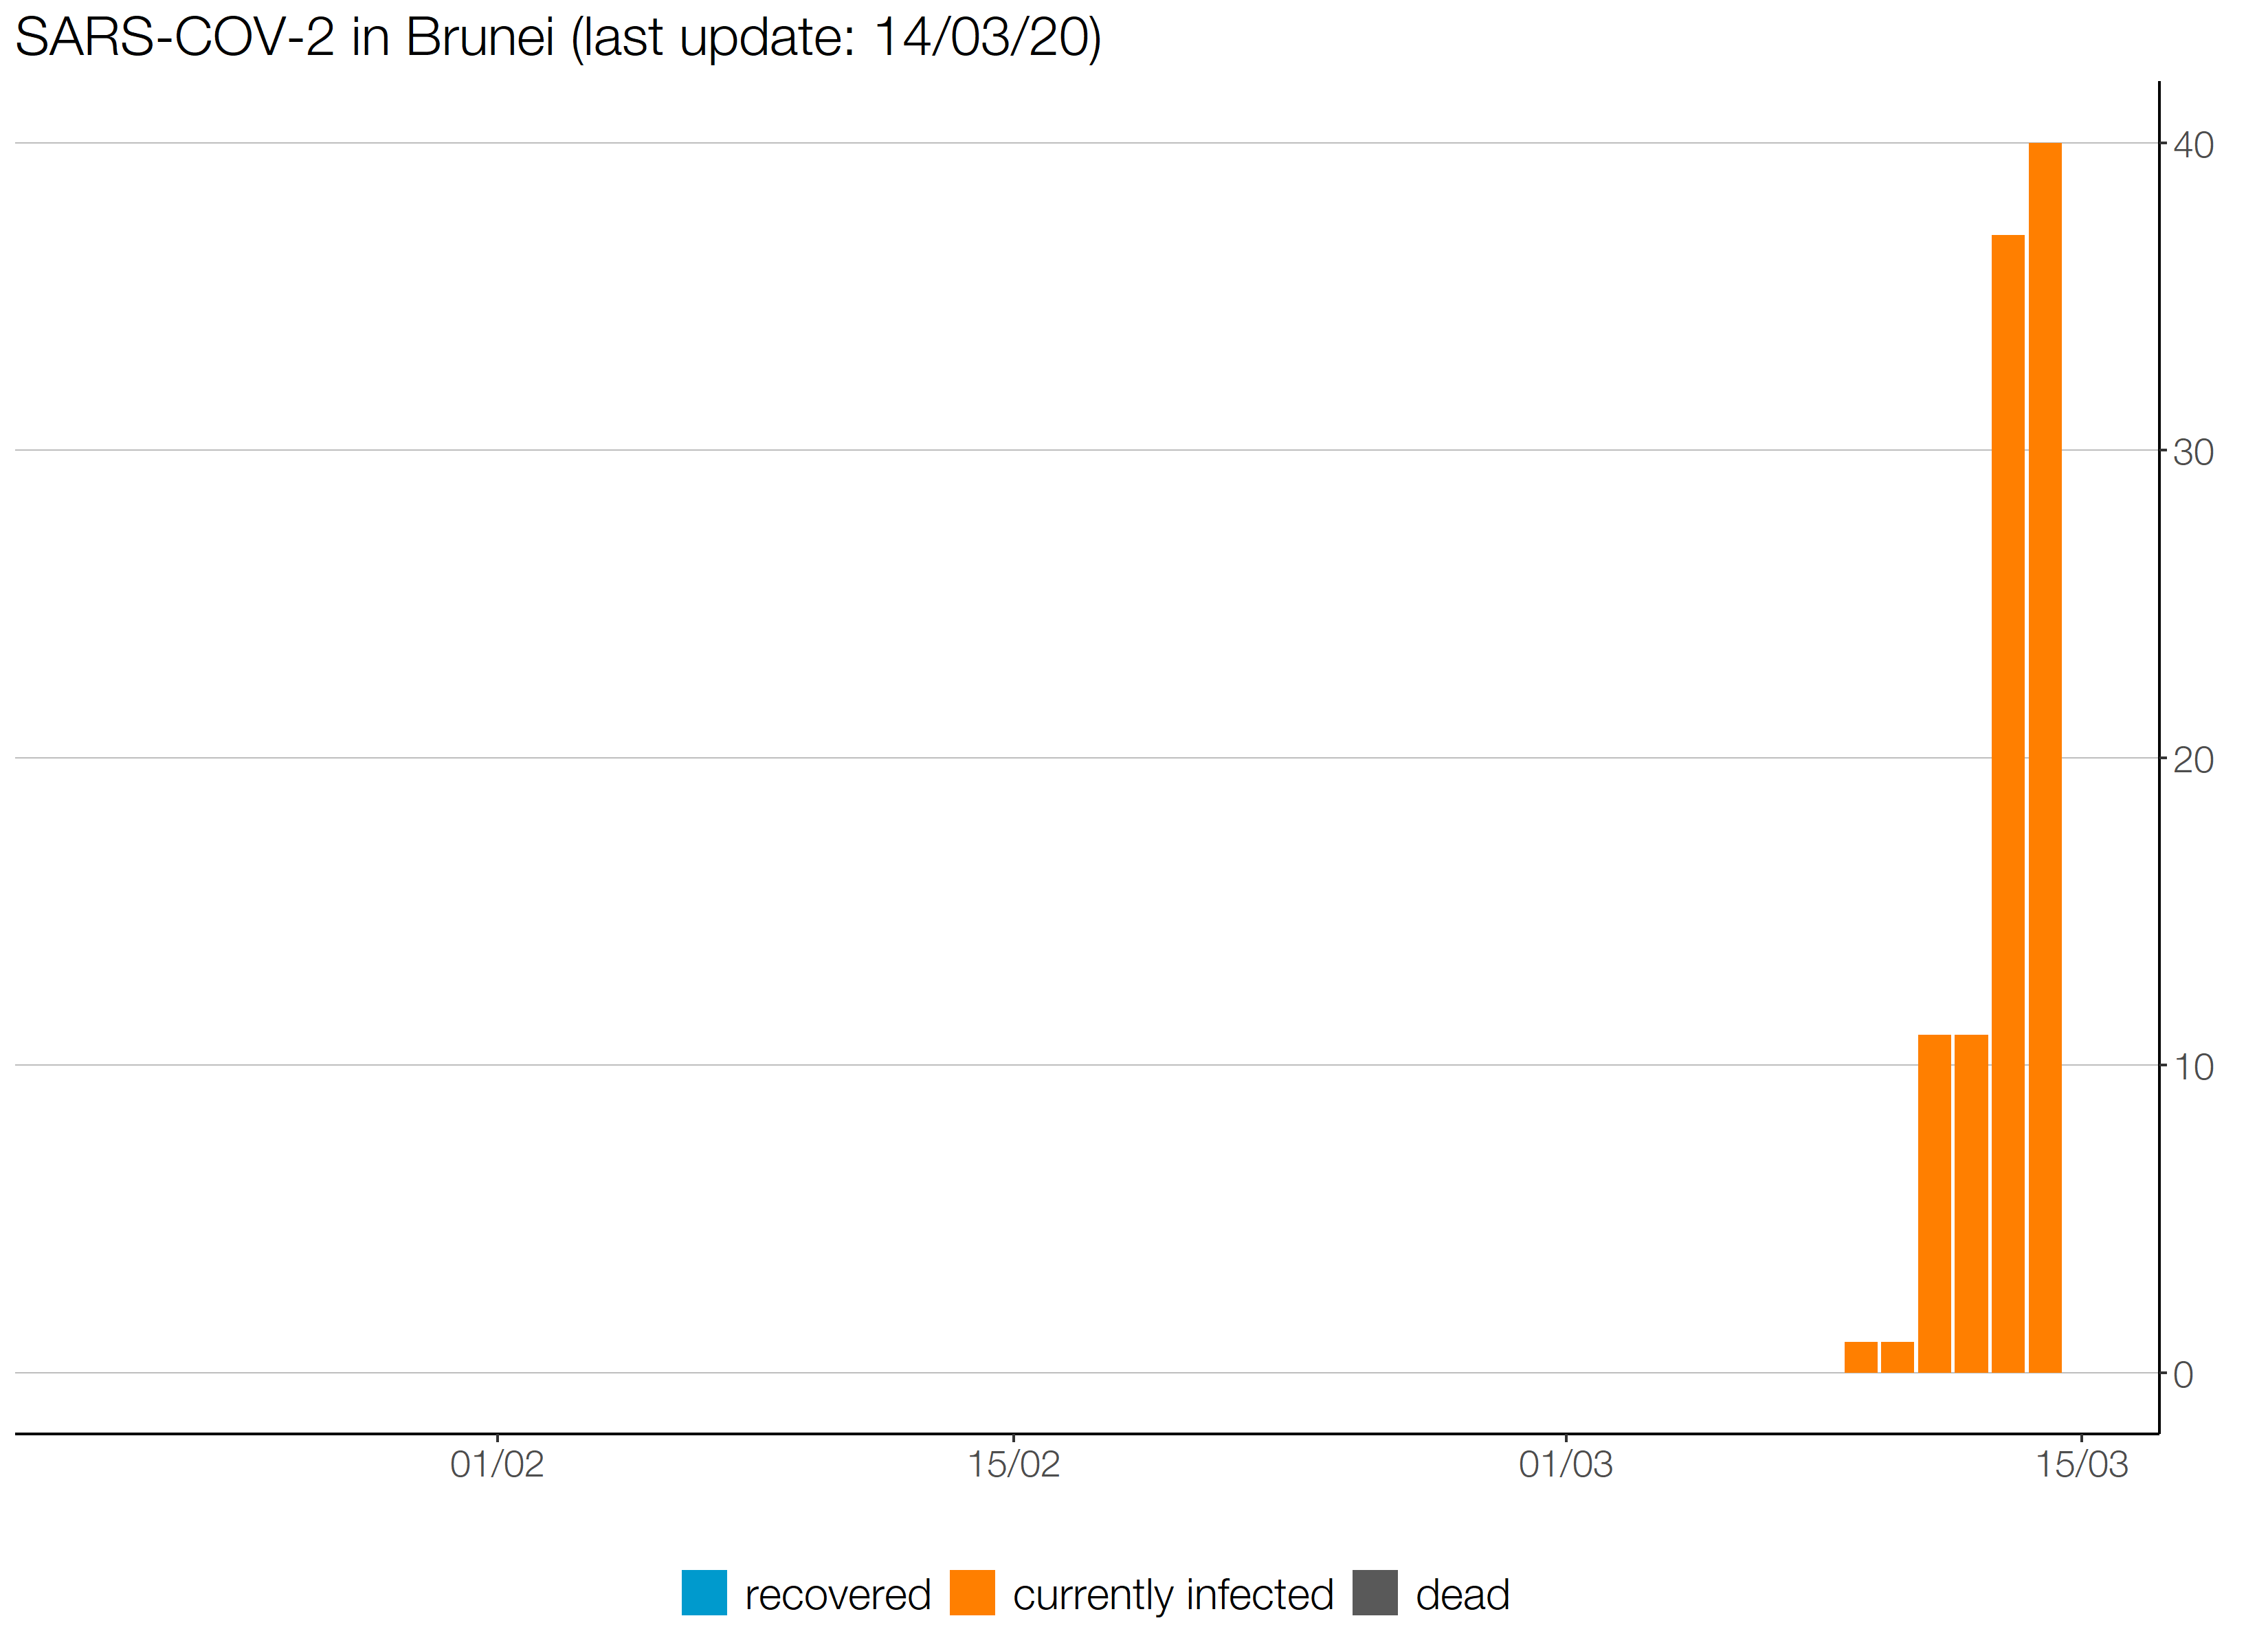 SARS-COV-2 in Brunei (last update: 14/03/20)
40
30
20
10
0
01/02 15/02 01/03 15/03
recovered currently infected dead